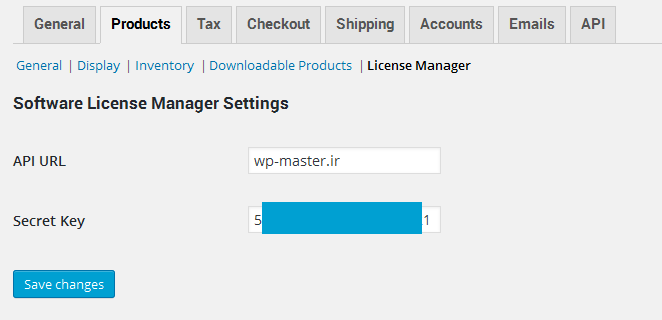 General Products Tax Checkout Shipping Accounts Emails API
General | Display | Inventory | Downloadable Products | License Manager
Software License Manager Settings
API URL wp-master.ir
Secret Key 5 1
Save changes